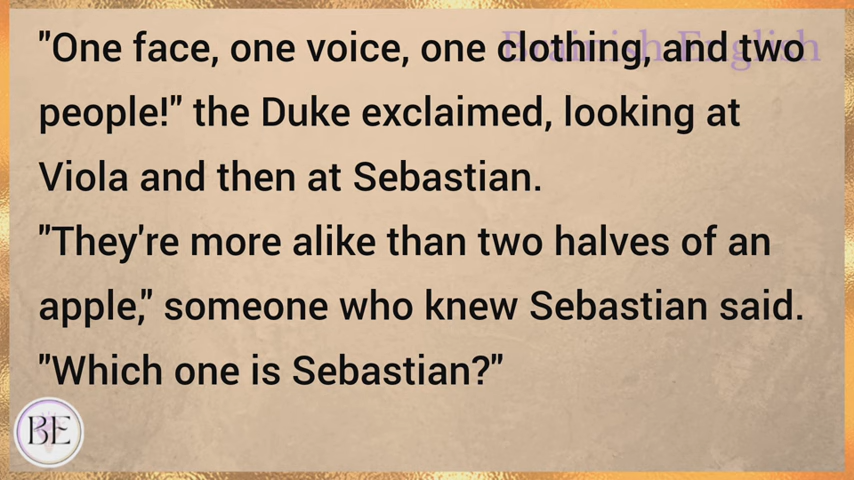 Brainish English
"One face, one voice, one clothing, and two
people!" the Duke exclaimed, looking at
Viola and then at Sebastian.
"They're more alike than two halves of an
apple," someone who knew Sebastian said.
"Which one is Sebastian?"
BE